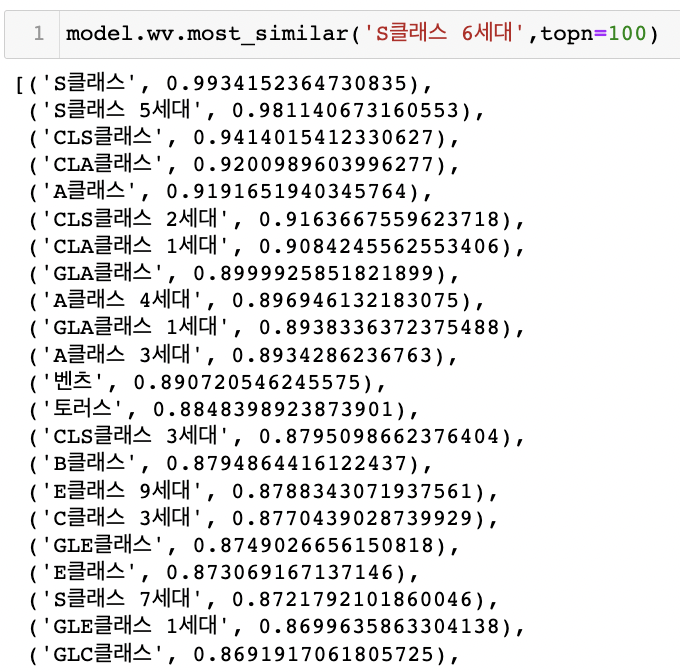 1 model.wv.most_similar('S클래스 6세대',topn=100)
[('S클래스', 0.9934152364730835),
('S클래스 5세대', 0.981140673160553),
('CLS클래스', 0.9414015412330627),
('CLA클래스', 0.9200989603996277),
('A클래스', 0.9191651940345764),
('CLS클래스 2세대', 0.9163667559623718),
('CLA클래스 1세대', 0.9084245562553406),
('GLA클래스', 0.8999925851821899),
('A클래스 4세대', 0.896946132183075),
('GLA클래스 1세대', 0.8938336372375488),
('A클래스 3세대', 0.8934286236763),
('벤츠', 0.890720546245575),
('토러스', 0.8848398923873901),
('CLS클래스 3세대', 0.8795098662376404),
('B클래스', 0.8794864416122437),
('E클래스 9세대', 0.8788343071937561),
('C클래스 3세대', 0.8770439028739929),
('GLE클래스', 0.8749026656150818),
('E클래스', 0.873069167137146),
('S클래스 7세대', 0.8721792101860046),
('GLE클래스 1세대', 0.8699635863304138),
('GLC클래스', 0.8691917061805725),